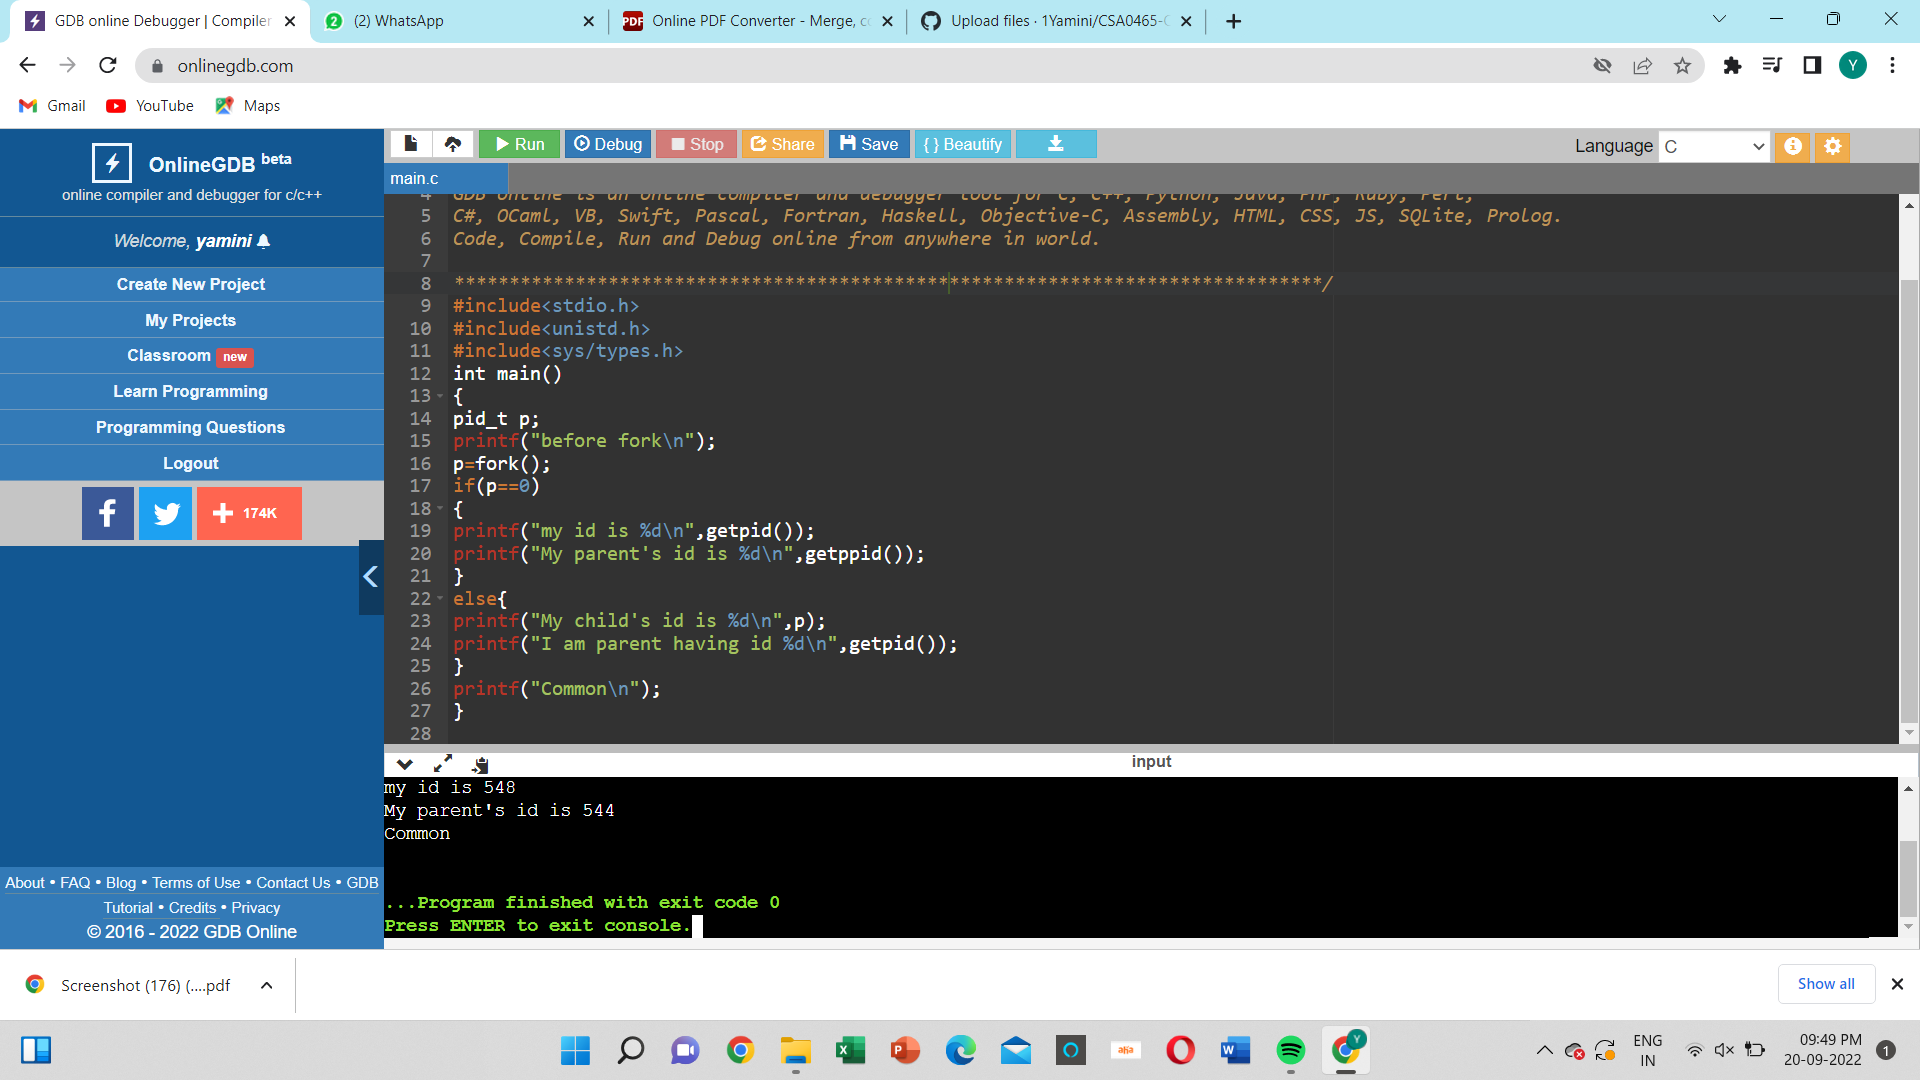 GDB online Debugger | Compiler
(2) WhatsApp
Online PDF Converter - Merge, co
Upload files · 1Yamini/CSA0465-
onlinegdb.com
Y
Gmail
YouTube
Maps
OnlineGDB beta
online compiler and debugger for c/c++
Welcome, yamini
Create New Project
My Projects
Classroom new
Learn Programming
Programming Questions
Logout
174K
About • FAQ • Blog • Terms of Use • Contact Us • GDB
Tutorial • Credits • Privacy
© 2016 - 2022 GDB Online
Run
Debug
Stop
Share
Save
{ } Beautify
Language C
main.c
4 GDB online is an online compiler and debugger tool for C, C++, Python, Java, PHP, Ruby, Perl,
5 C#, OCaml, VB, Swift, Pascal, Fortran, Haskell, Objective-C, Assembly, HTML, CSS, JS, SQLite, Prolog.
6 Code, Compile, Run and Debug online from anywhere in world.
7
8 *******************************************************************************/
9 #include<stdio.h>
10 #include<unistd.h>
11 #include<sys/types.h>
12 int main()
13 {
14 pid_t p;
15 printf("before fork\n");
16 p=fork();
17 if(p==0)
18 {
19 printf("my id is %d\n",getpid());
20 printf("My parent's id is %d\n",getppid());
21 }
22 else{
23 printf("My child's id is %d\n",p);
24 printf("I am parent having id %d\n",getpid());
25 }
26 printf("Common\n");
27 }
28
input
my id is 548
My parent's id is 544
Common
...Program finished with exit code 0
Press ENTER to exit console.
Screenshot (176) (....pdf
Show all
aha
ENG
IN
09:49 PM
20-09-2022
1